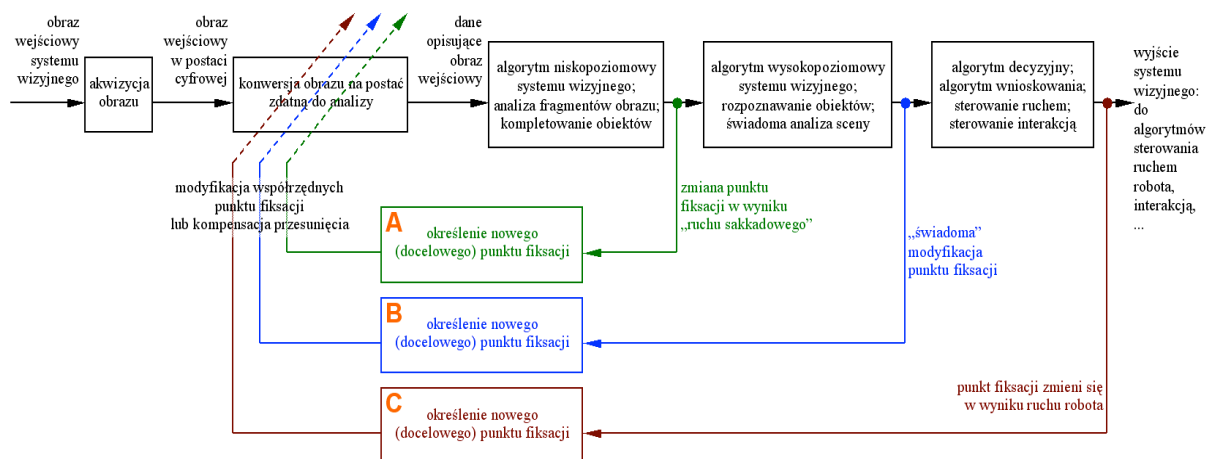 obraz
wejściowy
systemu
wizyjnego
akwizycja
obrazu
obraz
wejściowy
w postaci
cyfrowej
konwersja obrazu na postać
zdatną do analizy
dane
opisujące
obraz
wejściowy
algorytm niskopoziomowy
systemu wizyjnego;
analiza fragmentów obrazu;
kompletowanie obiektów
algorytm wysokopoziomowy
systemu wizyjnego;
rozpoznawanie obiektów;
świadoma analiza sceny
algorytm decyzyjny;
algorytm wnioskowania;
sterowanie ruchem;
sterowanie interakcją
wyjście
systemu
wizyjnego:
do
algorytmów
sterowania
ruchem
robota,
interakcją,
...
modyfikacja współrzędnych
punktu fiksacji
lub kompensacja przesunięcia
zmiana punktu
fiksacji w wyniku
„ruchu sakkadowego”
„świadoma”
modyfikacja
punktu fiksacji
A
określenie nowego
(docelowego) punktu fiksacji
B
określenie nowego
(docelowego) punktu fiksacji
punkt fiksacji zmieni się
w wyniku ruchu robota
C
określenie nowego
(docelowego) punktu fiksacji